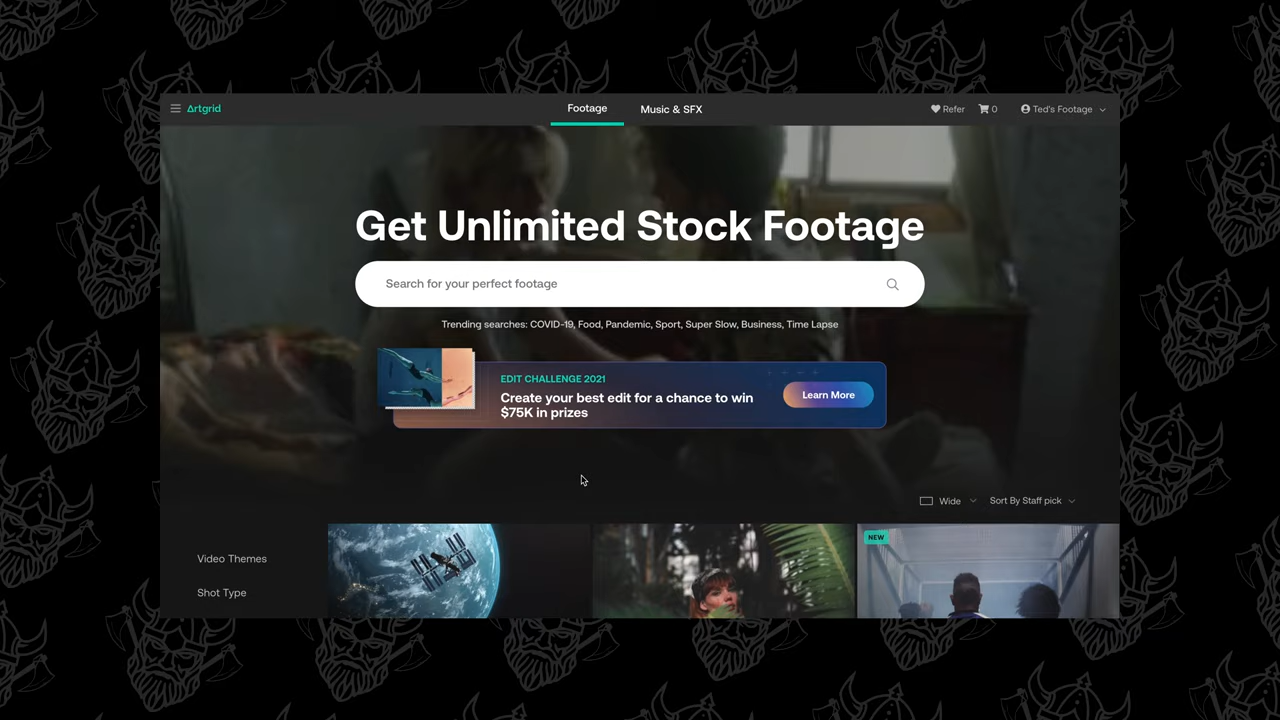 Artgrid
Footage
Music & SFX
Refer
0
Ted's Footage
Get Unlimited Stock Footage
Search for your perfect footage
Trending searches: COVID-19, Food, Pandemic, Sport, Super Slow, Business, Time Lapse
EDIT CHALLENGE 2021
Create your best edit for a chance to win
$75K in prizes
Learn More
Wide
Sort By Staff pick
Video Themes
Shot Type
NEW